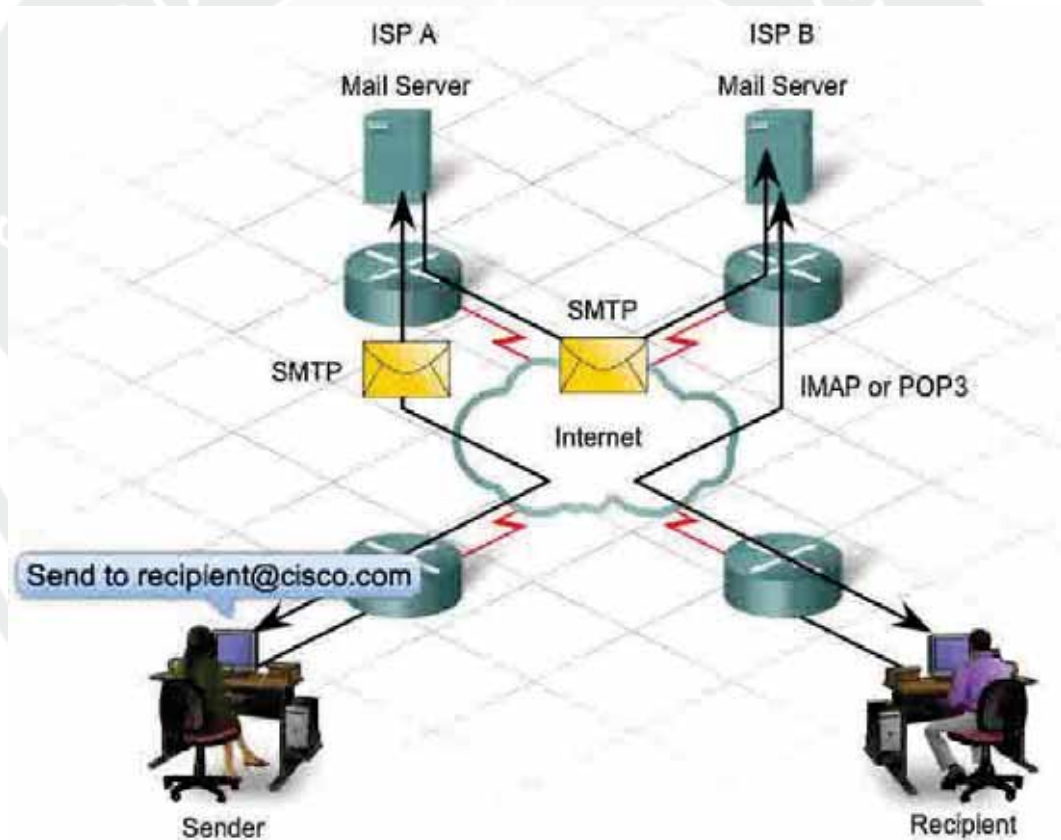 ISP A
ISP B
Mail Server
Mail Server
SMTP
SMTP
IMAP or POP3
Internet
Send to recipient@cisco.com
Sender
Recipient